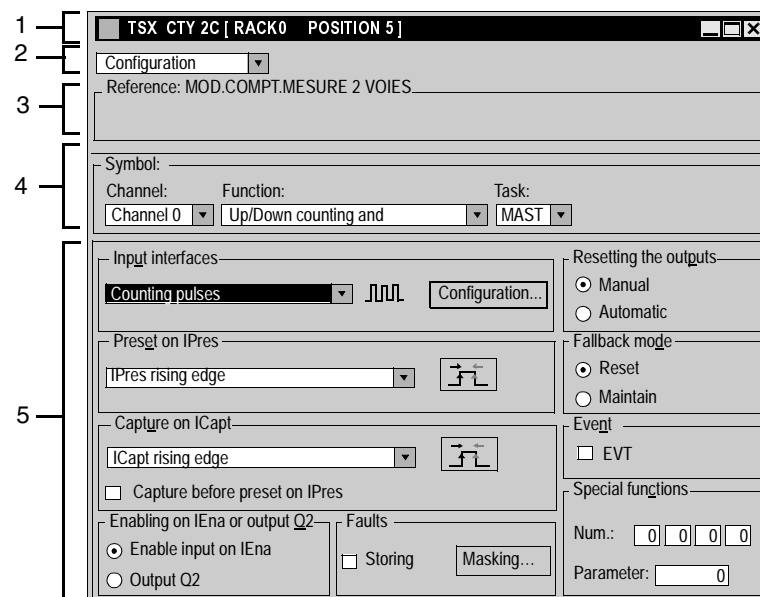 1
TSX CTY 2C [ RACK0 POSITION 5 ]
2
Configuration
3
Reference: MOD.COMPT.MESURE 2 VOIES
4
Symbol:
Channel: Function: Task:
Channel 0 Up/Down counting and MAST
5
Input interfaces
Counting pulses Configuration...
Preset on IPres
IPres rising edge
Capture on ICapt
ICapt rising edge
Capture before preset on IPres
Enabling on IEna or output Q2
Enable input on IEna
Output Q2
Faults
Storing Masking...
Resetting the outputs
Manual
Automatic
Fallback mode
Reset
Maintain
Event
EVT
Special functions
Num.: 0 0 0 0
Parameter: 0